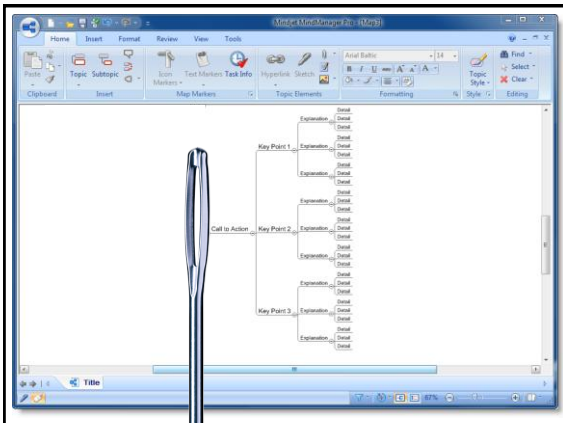 Mindjet MindManager Pro - [Map3]
Home Insert Format Review View Tools
Paste Topic Subtopic Icon Markers Text Markers Task Info Hyperlink Sketch Arial Baltic 14 Topic Style Find
Select
Clear
Clipboard Insert Map Markers Topic Elements Formatting Style Editing
Detail
Explanation Detail
Detail
Detail
Key Point 1 Explanation Detail
Detail
Detail
Explanation Detail
Detail
Detail
Explanation Detail
Detail
Detail
Call to Action Key Point 2 Explanation Detail
Detail
Detail
Explanation Detail
Detail
Detail
Explanation Detail
Detail
Detail
Key Point 3 Explanation Detail
Detail
Detail
Explanation Detail
Detail
Title
67%